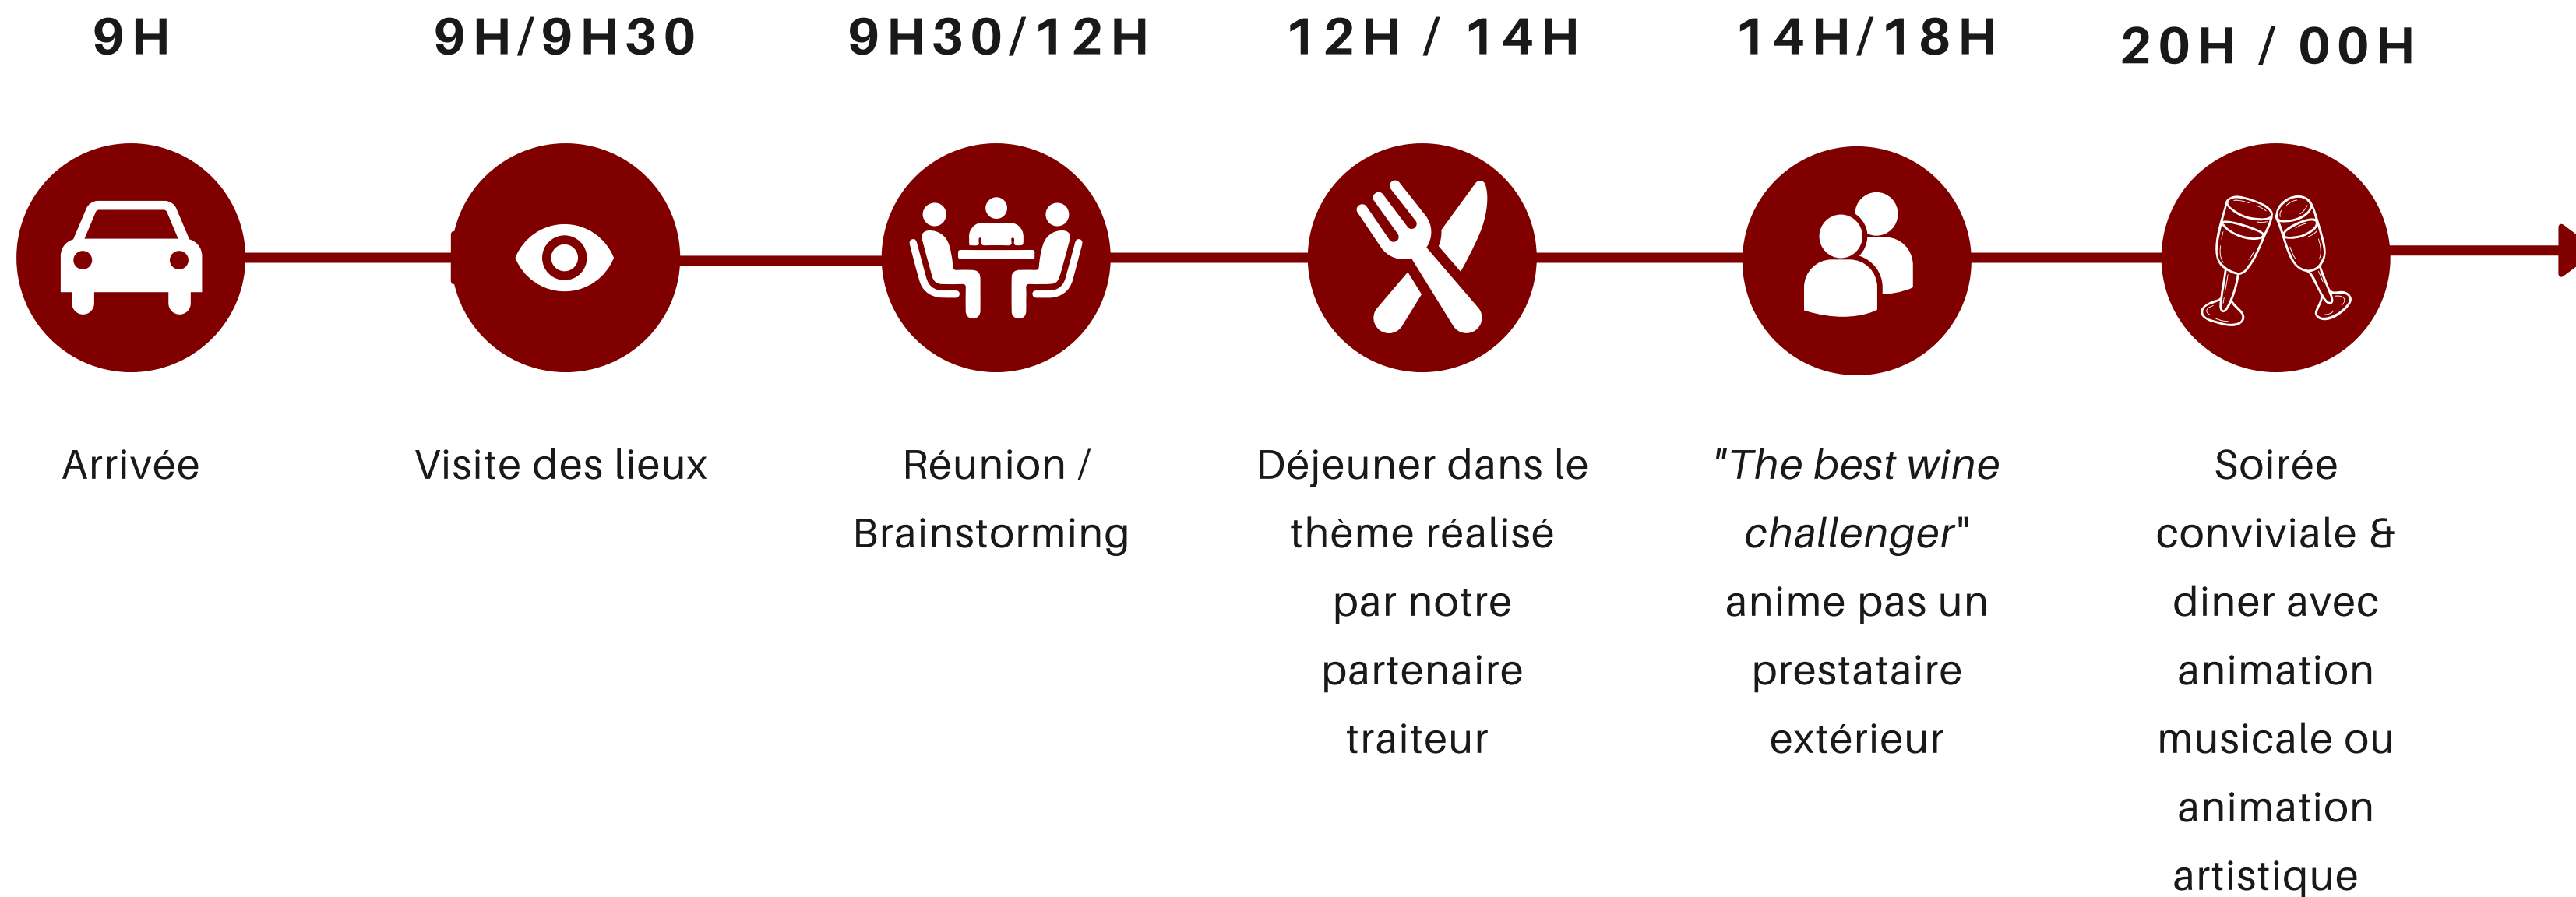 9H
9H/9H30
9H30/12H
12H / 14H
14H/18H
20H / 00H
Arrivée
Visite des lieux
Réunion /
Brainstorming
Déjeuner dans le
thème réalisé
par notre
partenaire
traiteur
"The best wine
challenger"
anime pas un
prestataire
extérieur
Soirée
conviviale &
diner avec
animation
musicale ou
animation
artistique